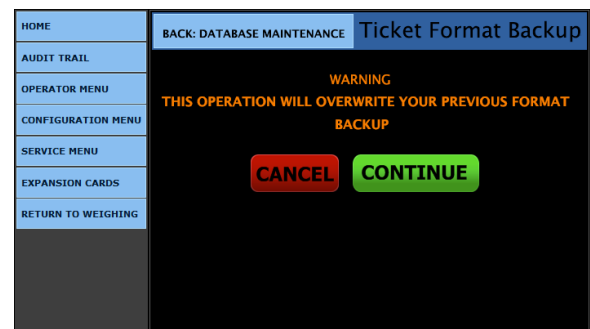 HOME
AUDIT TRAIL
OPERATOR MENU
CONFIGURATION MENU
SERVICE MENU
EXPANSION CARDS
RETURN TO WEIGHING
BACK: DATABASE MAINTENANCE
Ticket Format Backup
WARNING
THIS OPERATION WILL OVERWRITE YOUR PREVIOUS FORMAT
BACKUP
CANCEL
CONTINUE